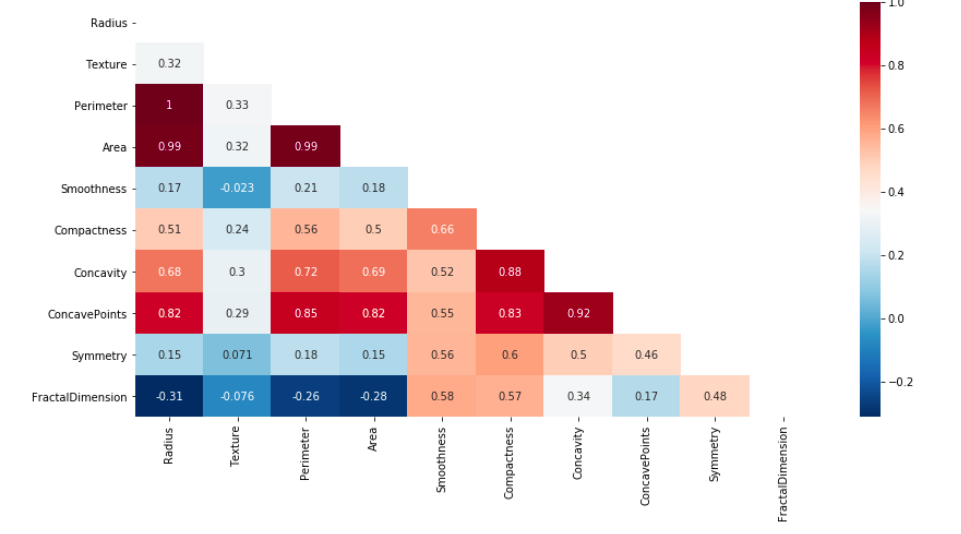 1.0
Radius
Texture 0.32
Perimeter 1 0.33
0.8
Area 0.99 0.32 0.99
0.6
Smoothness 0.17 -0.023 0.21 0.18
Compactness 0.51 0.24 0.56 0.5 0.66
0.4
Concavity 0.68 0.3 0.72 0.69 0.52 0.88
0.2
ConcavePoints 0.82 0.29 0.85 0.82 0.55 0.83 0.92
0.0
Symmetry 0.15 0.071 0.18 0.15 0.56 0.6 0.5 0.46
−0.2
FractalDimension -0.31 -0.076 -0.26 -0.28 0.58 0.57 0.34 0.17 0.48
Radius
Texture
Perimeter
Area
Smoothness
Compactness
Concavity
ConcavePoints
Symmetry
FractalDimension